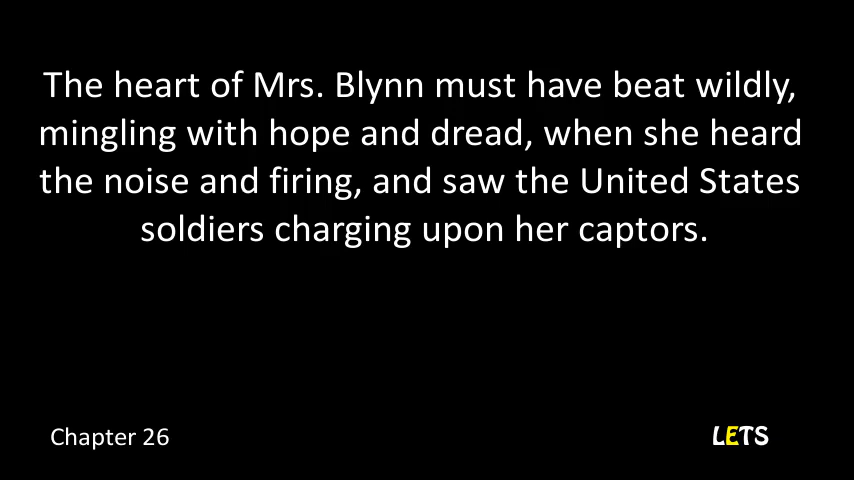 The heart of Mrs. Blynn must have beat wildly,
mingling with hope and dread, when she heard
the noise and firing, and saw the United States
soldiers charging upon her captors.
Chapter 26
LETS